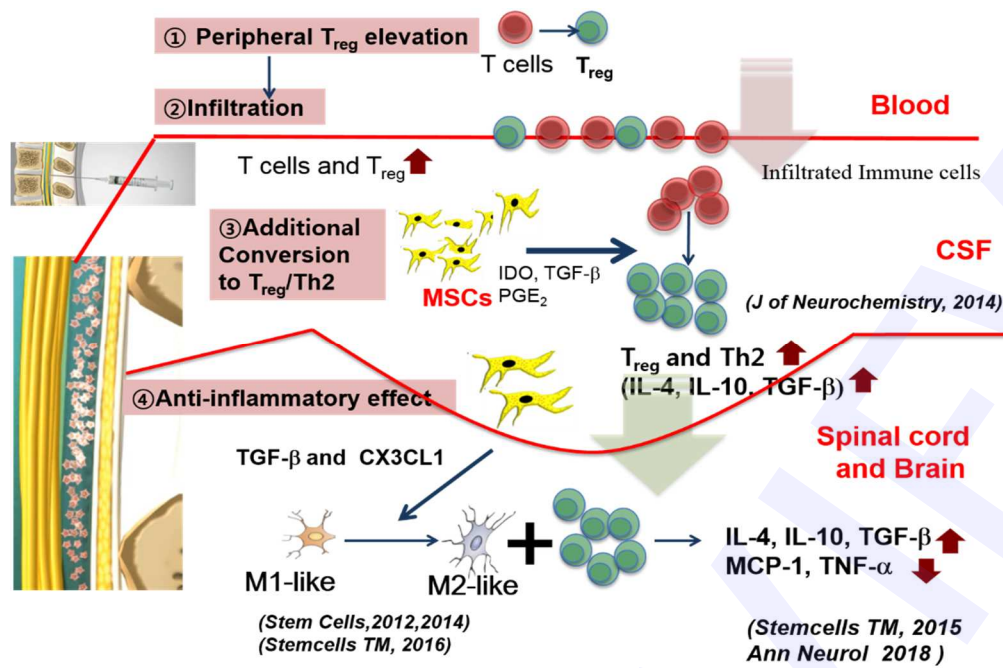 ① Peripheral Treg elevation
T cells
Treg
②Infiltration
Blood
T cells and Treg
Infiltrated Immune cells
③Additional
Conversion
to Treg/Th2
MSCs
IDO, TGF-β
PGE2
CSF
(J of Neurochemistry, 2014)
Treg and Th2
(IL-4, IL-10, TGF-β)
④Anti-inflammatory effect
Spinal cord
and Brain
TGF-β and CX3CL1
M1-like
M2-like
+
IL-4, IL-10, TGF-β
MCP-1, TNF-α
(Stem Cells,2012,2014)
(Stemcells TM, 2016)
(Stemcells TM, 2015
Ann Neurol 2018 )